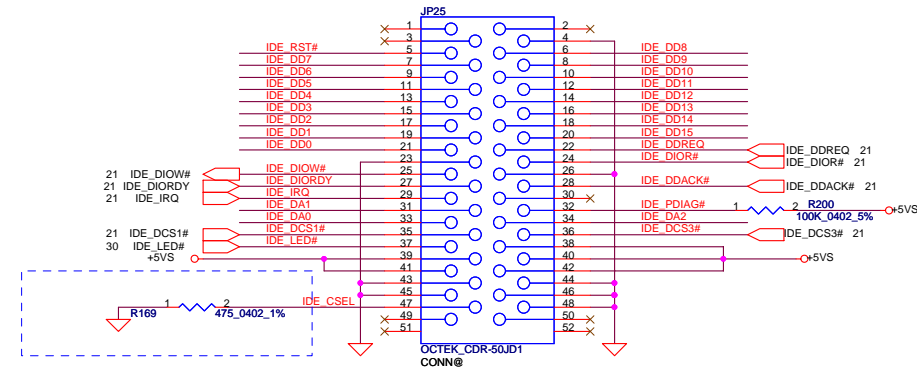 JP25
1 2
3 4
IDE_RST# 5 6 IDE_DD8
IDE_DD7 7 8 IDE_DD9
IDE_DD6 9 10 IDE_DD10
IDE_DD5 11 12 IDE_DD11
IDE_DD4 13 14 IDE_DD12
IDE_DD3 15 16 IDE_DD13
IDE_DD2 17 18 IDE_DD14
IDE_DD1 19 20 IDE_DD15
IDE_DD0 21 22 IDE_DDREQ IDE_DDREQ 21
23 24 IDE_DIOR# IDE_DIOR# 21
21 IDE_DIOW# IDE_DIOW# 25 26
21 IDE_DIORDY IDE_DIORDY 27 28 IDE_DDACK# IDE_DDACK# 21
21 IDE_IRQ IDE_IRQ 29 30
IDE_DA1 31 32 IDE_PDIAG# 1 R200 2 +5VS
100K_0402_5%
IDE_DA0 33 34 IDE_DA2
21 IDE_DCS1# IDE_DCS1# 35 36 IDE_DCS3# IDE_DCS3# 21
30 IDE_LED# IDE_LED# 37 38
+5VS 39 40 +5VS
41 42
43 44
45 46
1 2 IDE_CSEL 47 48
R169 475_0402_1%
49 50
51 52
OCTEK_CDR-50JD1
CONN@